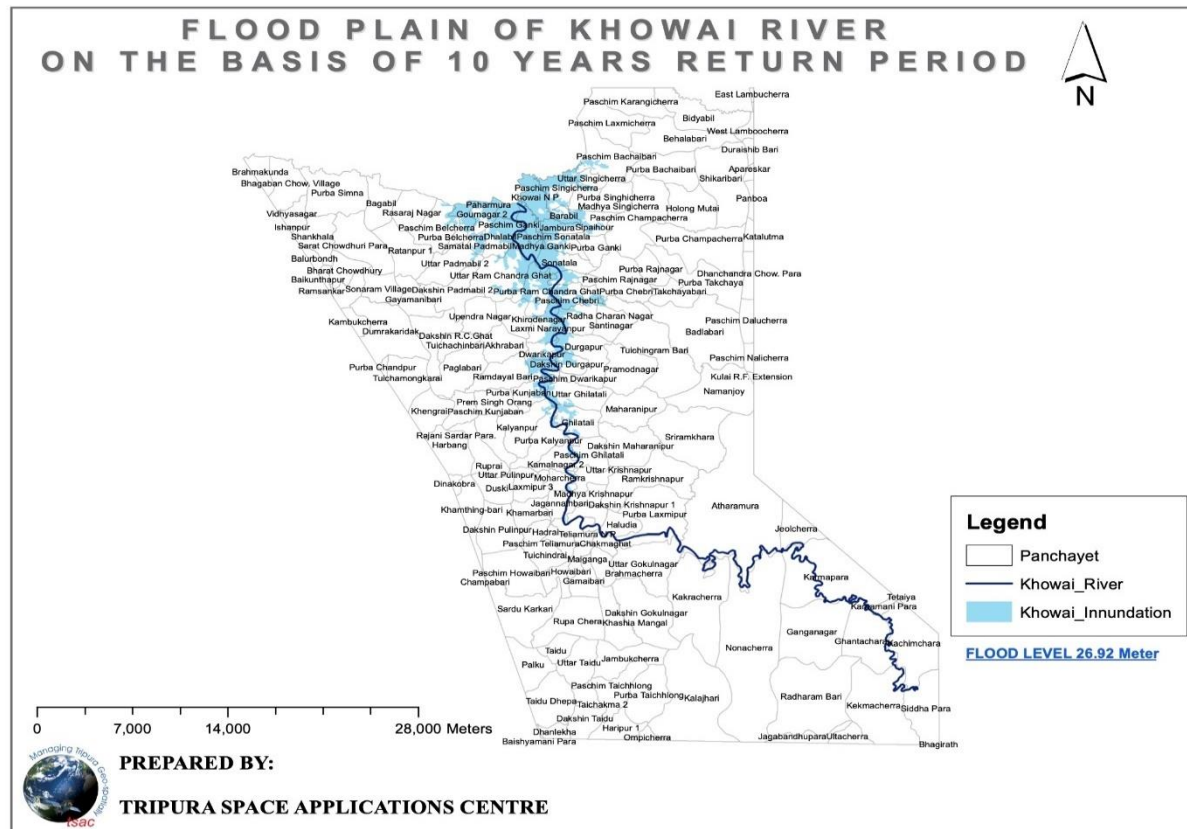 FLOOD PLAIN OF KHOWAI RIVER
ON THE BASIS OF 10 YEARS RETURN PERIOD
N
East Lambucherra
Paschim Karangicherra
Bidyabil
Paschim Laxmicherra
West Lamboocherra
Behalabari
Duraishib Bari
Paschim Bachaibari
Purba Bachaibari
Apareskar
Shikaribari
Brahmakunda
Bhagaban Chow. Village
Purba Simna
Uttar Singicherra
Paschim Singicherra
Khowai N.P
Purba Singhicherra
Panboa
Bagabil
Paharmura
Madhya Singicherra
Holong Mutai
Vidhyasagar
Rasaraj Nagar
Gournagar 2
Barabil
Paschim Champacherra
Ishanpur
Paschim Belcherra
Paschim Ganki
Jambura
Sipaihour
Shankhala
Purba Belcherra
Dhalabil
Paschim Sonatala
Purba Champacherra
Katalutma
Sarat Chowdhuri Para
Ratanpur 1
Samatal Padmabil
Madhya Ganki
Purba Ganki
Balurbondh
Uttar Padmabil 2
Sonatala
Bharat Chowdhury
Uttar Ram Chandra Ghat
Purba Rajnagar
Dhanchandra Chow. Para
Baikunthapur
Paschim Rajnagar
Purba Takchaya
Ramsankar
Sonaram Village
Dakshin Padmabil 2
Purba Ram Chandra Ghat
Purba Chebri
Takchayabari
Gayamanibari
Paschim Chebri
Kambukcherra
Upendra Nagar
Khirodenagar
Radha Charan Nagar
Paschim Dalucherra
Dumrakaridak
Laxmi Narayanpur
Santinagar
Badlabari
Dakshin R.C.Ghat
Tuichachinbari
Akhrabari
Durgapur
Tuichingram Bari
Dwarikapur
Paschim Nalicherra
Purba Chandpur
Paglabari
Dakshin Durgapur
Pramodnagar
Tuichamongkarai
Ramdayal Bari
Paschim Dwarikapur
Kulai R.F. Extension
Purba Kunjaban
Uttar Ghilatali
Namanjoy
Prem Singh Orang
Khengrai
Paschim Kunjaban
Maharanipur
Kalyanpur
Ghilatali
Rajani Sardar Para
Sriramkhara
Harbang
Purba Kalyanpur
Dakshin Maharanipur
Paschim Ghilatali
Ruprai
Kamalnagar 2
Uttar Krishnapur
Uttar Pulinpur
Moharcherra
Ramkrishnapur
Dinakobra
Duski
Laxmipur 3
Madhya Krishnapur
Jagannathbari
Dakshin Krishnapur 1
Atharamura
Khamthing-bari
Khamarbari
Purba Laxmipur
Haludia
Jeolcherra
Dakshin Pulinpur
Hadrai
Teliamura
Paschim Teliamura
Chakmaghat
Tuichindrai
Maiganga
Uttar Gokulnagar
Paschim Howaibari
Howaibari
Brahmacherra
Karmapara
Champabari
Gamaibari
Kakracherra
Tetaiya
Sardu Karkari
Dakshin Gokulnagar
Rupa Chera
Khashia Mangal
Ganganagar
Ghantachara
Kachimchara
Nonacherra
Taidu
Palku
Uttar Taidu
Jambukcherra
Paschim Taichhlong
Taidu Dhepa
Purba Taichhlong
Kalajhari
Radharam Bari
Taichakma 2
Kekmacherra
Siddha Para
Dakshin Taidu
Dhanlekha
Haripur 1
Baishyamani Para
Ompicherra
Jagabandhupara
Ultacherra
Bhagirath
Legend
Panchayet
Khowai_River
Khowai_Innundation
FLOOD LEVEL 26.92 Meter
0 7,000 14,000 28,000 Meters
Managing Tripura Geo-spatially
tsac
PREPARED BY:
TRIPURA SPACE APPLICATIONS CENTRE